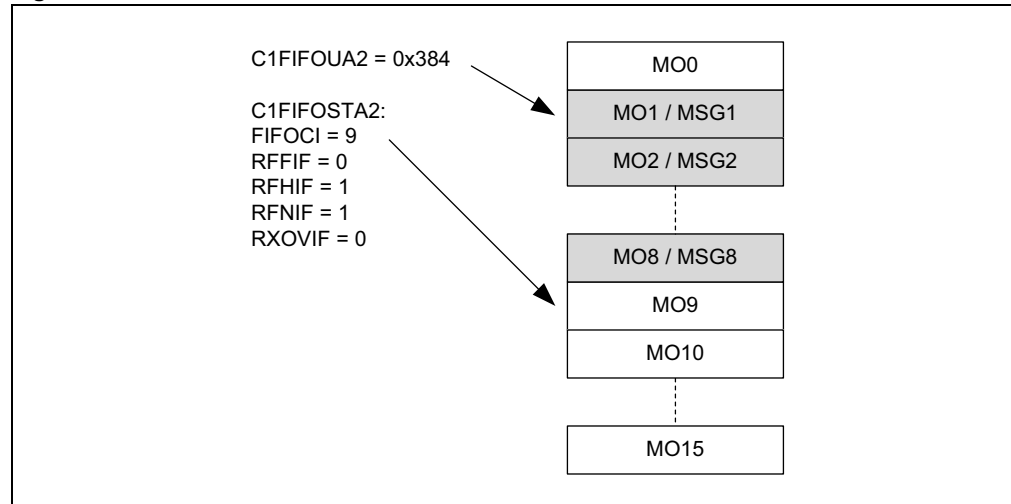 C1FIFOUA2 = 0x384
C1FIFOSTA2:
FIFOCI = 9
RFFIF = 0
RFHIF = 1
RFNIF = 1
RXOVIF = 0
MO0
MO1 / MSG1
MO2 / MSG2
MO8 / MSG8
MO9
MO10
MO15